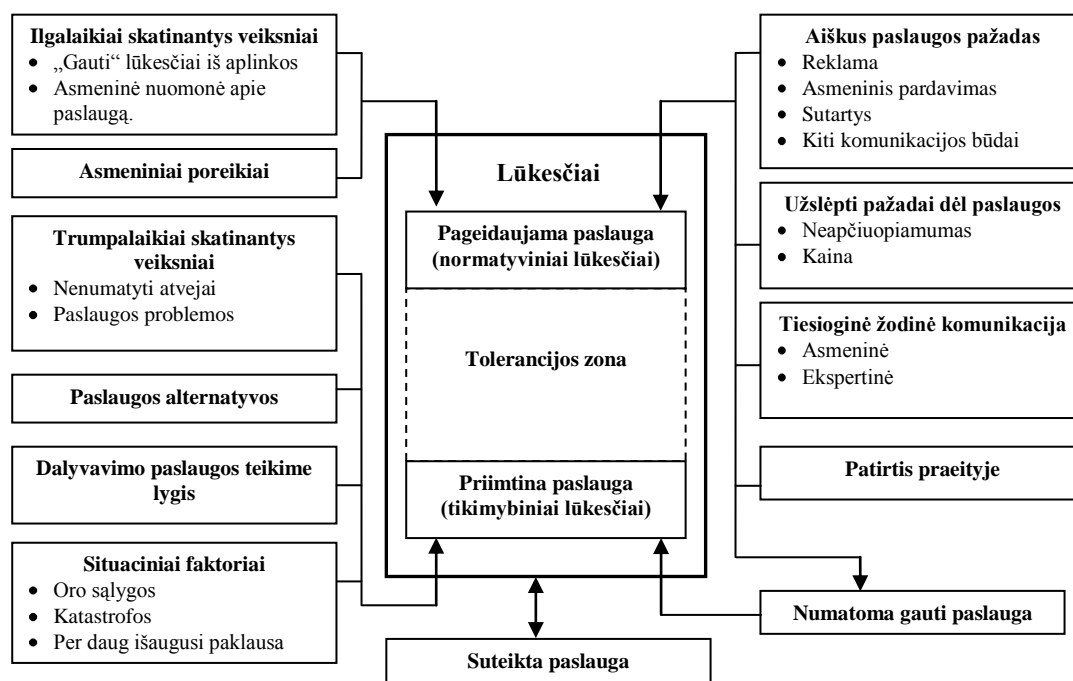 Ilgalaikiai skatinantys veiksniai
• „Gauti“ lūkesčiai iš aplinkos
• Asmeninė nuomonė apie
paslaugą.
Asmeniniai poreikiai
Trumpalaikiai skatinantys
veiksniai
• Nenumatyti atvejai
• Paslaugos problemos
Paslaugos alternatyvos
Dalyvavimo paslaugos teikime
lygis
Situaciniai faktoriai
• Oro sąlygos
• Katastrofos
• Per daug išaugusi paklausa
Lūkesčiai
Pageidaujama paslauga
(normatyviniai lūkesčiai)
Tolerancijos zona
Priimtina paslauga
(tikimybiniai lūkesčiai)
Suteikta paslauga
Aiškus paslaugos pažadas
• Reklama
• Asmeninis pardavimas
• Sutartys
• Kiti komunikacijos būdai
Užslėpti pažadai dėl paslaugos
• Neapčiuopiamumas
• Kaina
Tiesioginė žodinė komunikacija
• Asmeninė
• Ekspertinė
Patirtis praeityje
Numatoma gauti paslauga